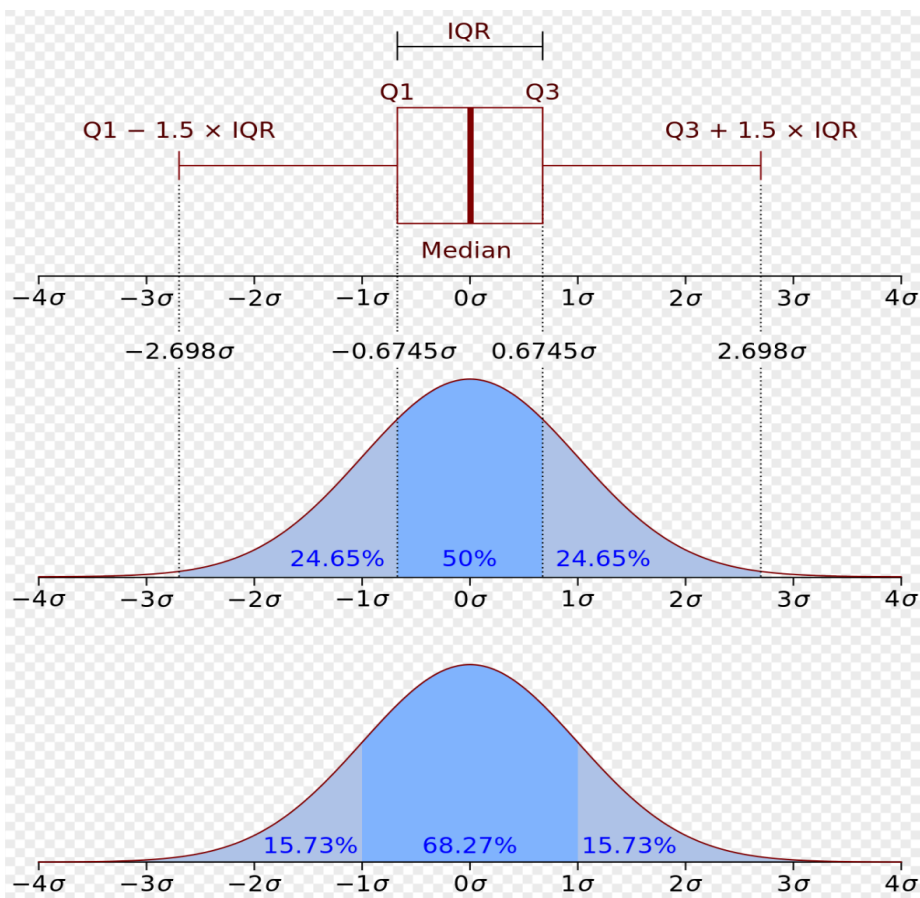 IQR
Q1 Q3
Q1 − 1.5 × IQR Q3 + 1.5 × IQR
Median
−4σ −3σ −2σ −1σ 0σ 1σ 2σ 3σ 4σ
−2.698σ −0.6745σ 0.6745σ 2.698σ
24.65% 50% 24.65%
−4σ −3σ −2σ −1σ 0σ 1σ 2σ 3σ 4σ
15.73% 68.27% 15.73%
−4σ −3σ −2σ −1σ 0σ 1σ 2σ 3σ 4σ